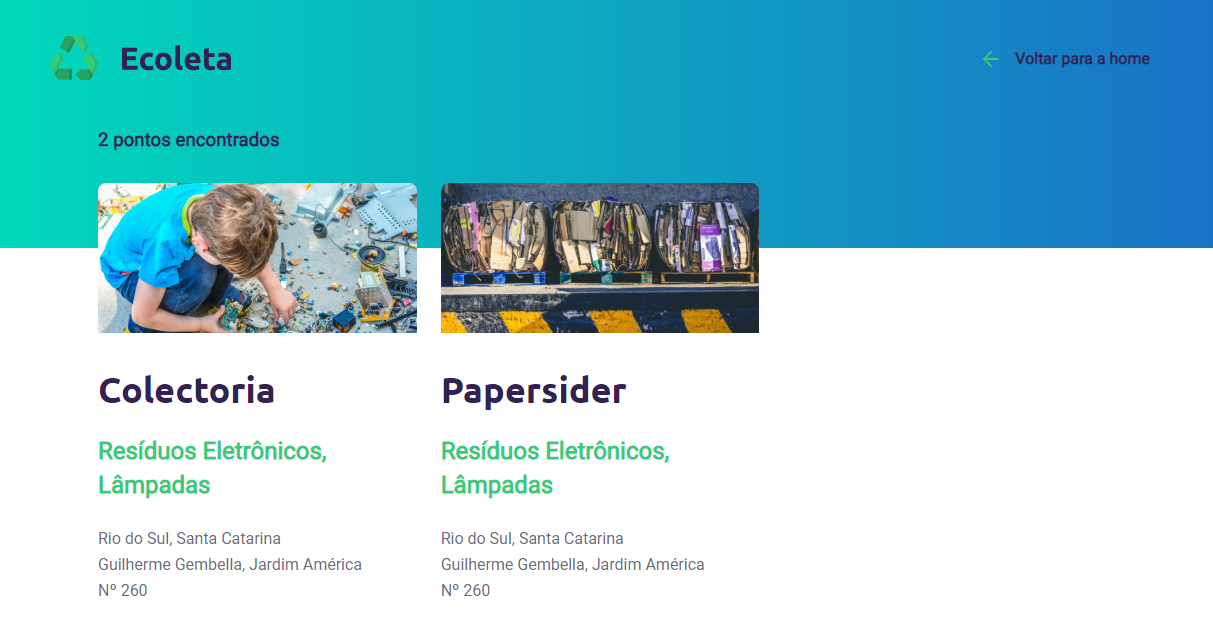 Ecoleta
Voltar para a home
2 pontos encontrados
Colectoria
Resíduos Eletrônicos,
Lâmpadas
Rio do Sul, Santa Catarina
Guilherme Gembella, Jardim América
Nº 260
Papersider
Resíduos Eletrônicos,
Lâmpadas
Rio do Sul, Santa Catarina
Guilherme Gembella, Jardim América
Nº 260